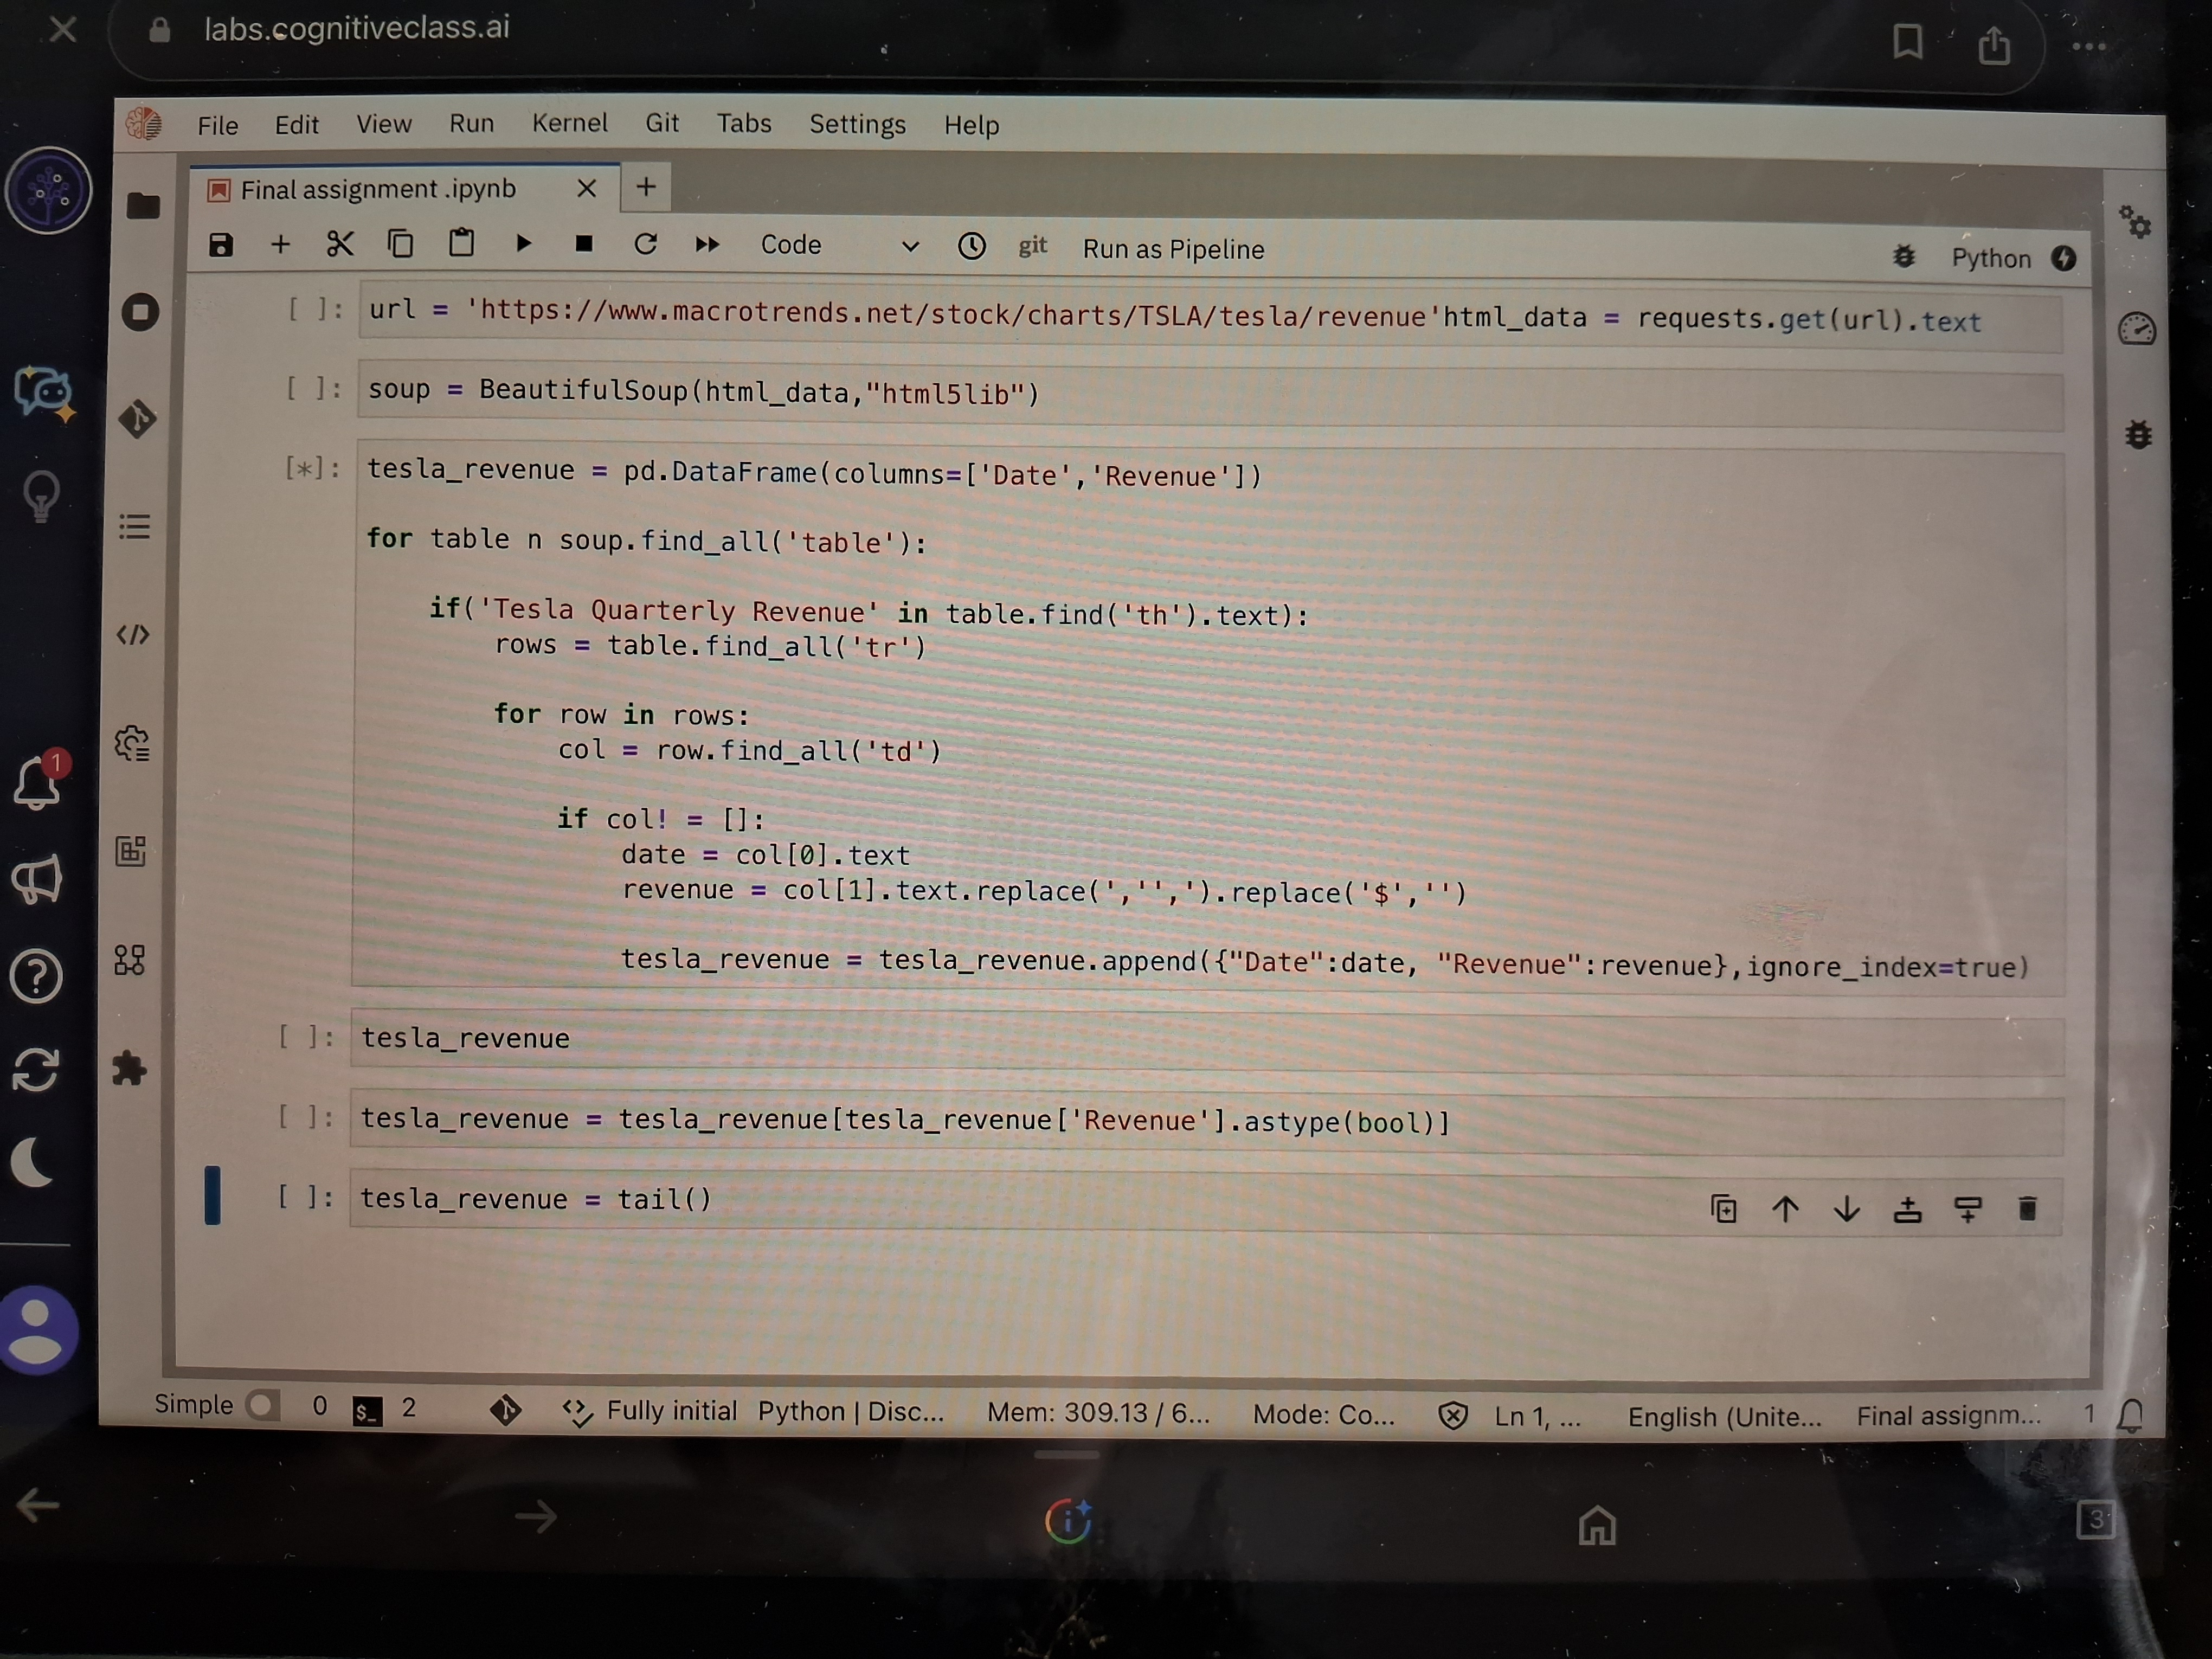 labs.cognitiveclass.ai
File Edit View Run Kernel Git Tabs Settings Help
Final assignment .ipynb
Code git Run as Pipeline Python
[ ]: url = 'https://www.macrotrends.net/stock/charts/TSLA/tesla/revenue'html_data = requests.get(url).text
[ ]: soup = BeautifulSoup(html_data,"html5lib")
[*]: tesla_revenue = pd.DataFrame(columns=['Date','Revenue'])
for table n soup.find_all('table'):
if('Tesla Quarterly Revenue' in table.find('th').text):
rows = table.find_all('tr')
for row in rows:
col = row.find_all('td')
if col! = []:
date = col[0].text
revenue = col[1].text.replace(',','',').replace('$','')
tesla_revenue = tesla_revenue.append({"Date":date, "Revenue":revenue},ignore_index=true)
[ ]: tesla_revenue
[ ]: tesla_revenue = tesla_revenue[tesla_revenue['Revenue'].astype(bool)]
[ ]: tesla_revenue = tail()
Simple 0 $_ 2 Fully initial Python | Disc... Mem: 309.13 / 6... Mode: Co... Ln 1, ... English (Unite... Final assignm... 1
1
3